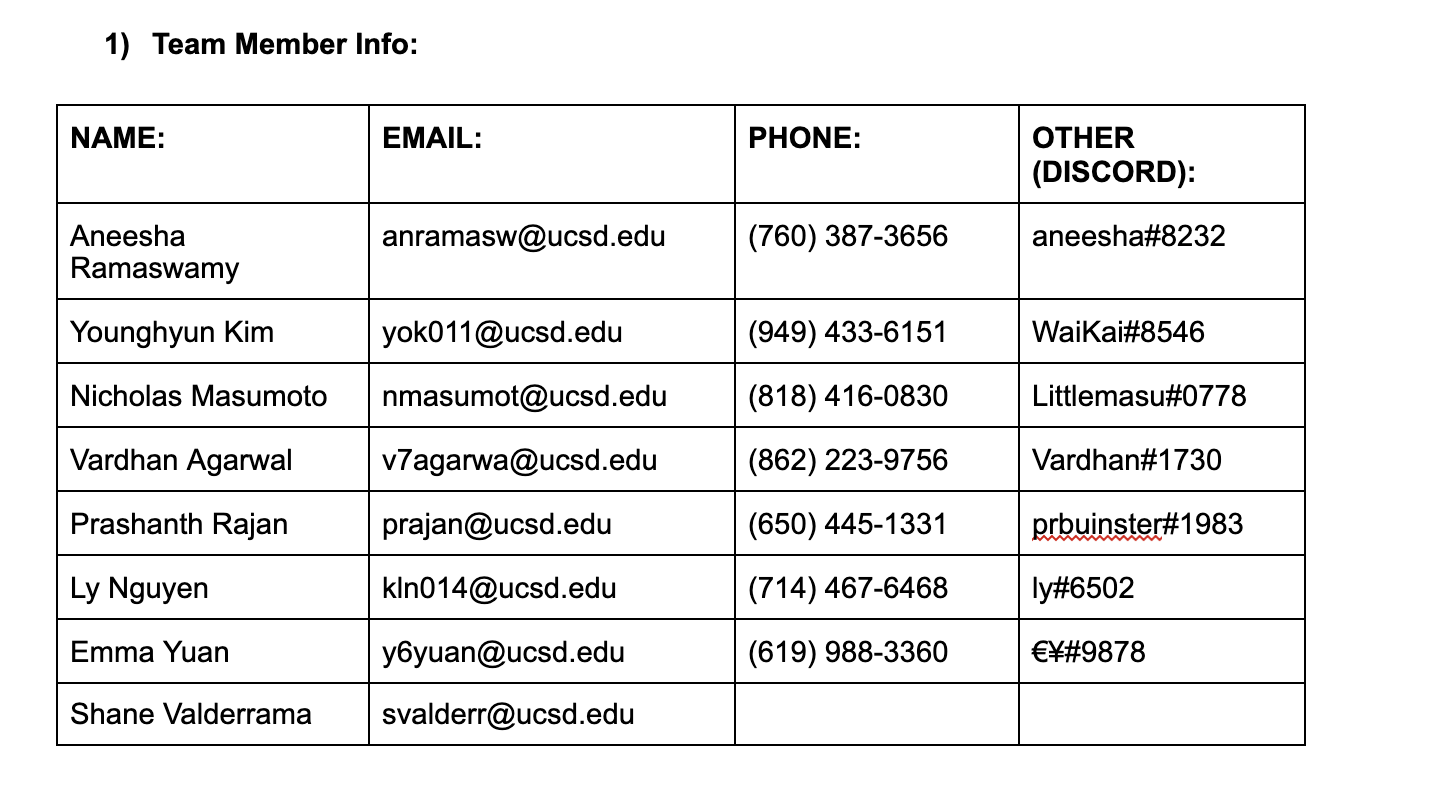 1) Team Member Info:
NAME: EMAIL: PHONE: OTHER
(DISCORD):
Aneesha
Ramaswamy anramasw@ucsd.edu (760) 387-3656 aneesha#8232
Younghyun Kim yok011@ucsd.edu (949) 433-6151 WaiKai#8546
Nicholas Masumoto nmasumot@ucsd.edu (818) 416-0830 Littlemasu#0778
Vardhan Agarwal v7agarwa@ucsd.edu (862) 223-9756 Vardhan#1730
Prashanth Rajan prajan@ucsd.edu (650) 445-1331 prbuinster#1983
Ly Nguyen kln014@ucsd.edu (714) 467-6468 ly#6502
Emma Yuan y6yuan@ucsd.edu (619) 988-3360 €¥#9878
Shane Valderrama svalderr@ucsd.edu